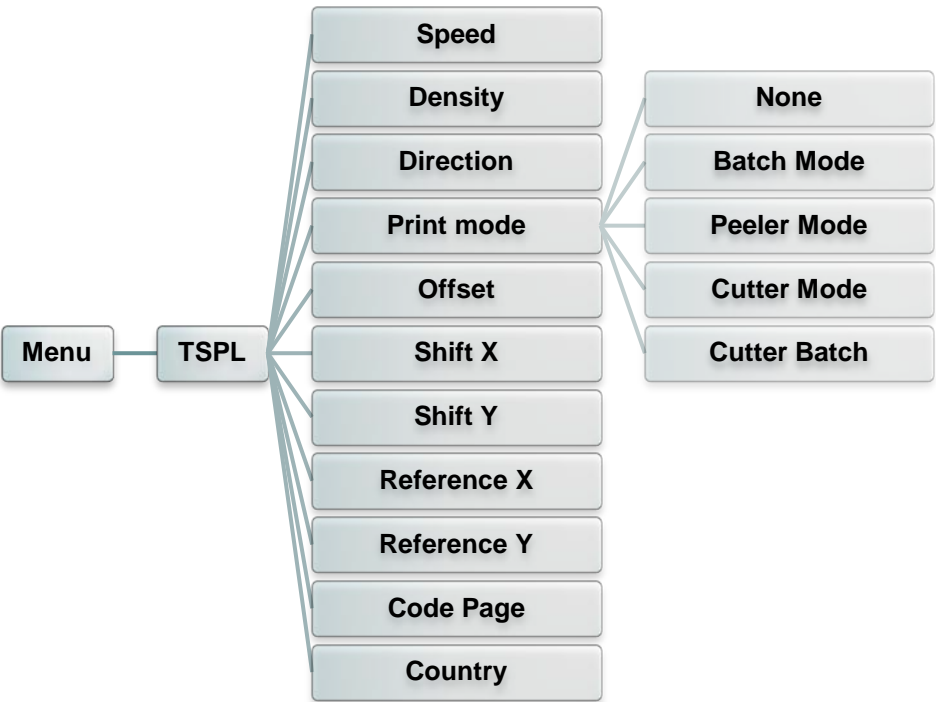 Menu
TSPL
Speed
Density
Direction
Print mode
Offset
Shift X
Shift Y
Reference X
Reference Y
Code Page
Country
None
Batch Mode
Peeler Mode
Cutter Mode
Cutter Batch